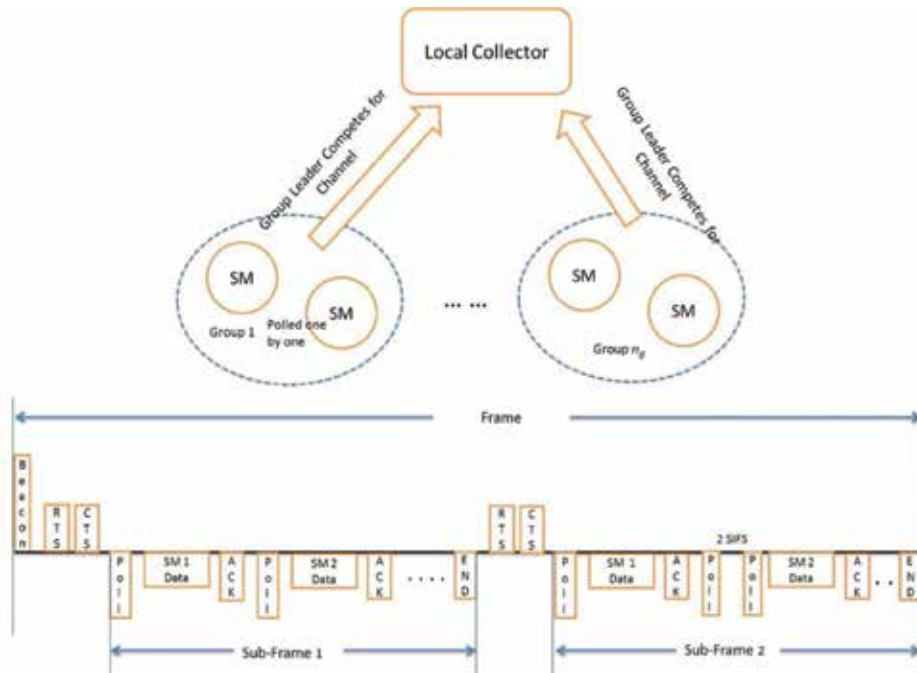 Local Collector
Group Leader Competes for
Channel
Group Leader Competes for
Channel
SM
SM
Group 1
Polled one
by one
... ...
SM
SM
Group ng
Frame
Beacon
RTS
CTS
Poll
SM 1
Data
ACK
Poll
SM 2
Data
ACK
....
END
RTS
CTS
Poll
SM 1
Data
ACK
Poll
2 SIFS
Poll
SM 2
Data
ACK
..
END
Sub-Frame 1
Sub-Frame 2